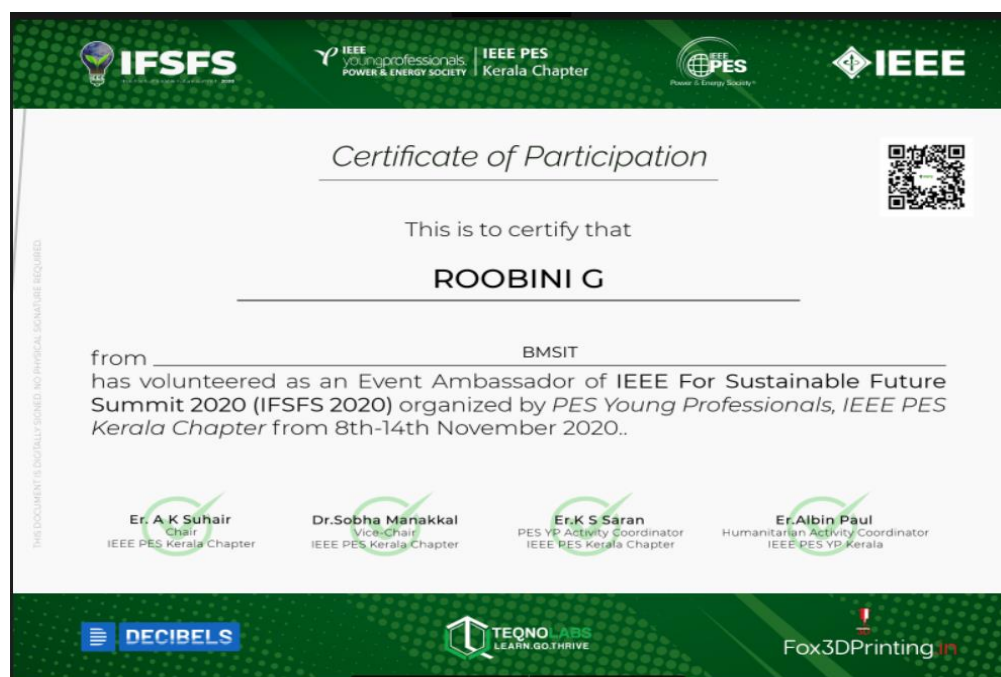 IFSFS
IEEE
youngprofessionals.
POWER & ENERGY SOCIETY
IEEE PES
Kerala Chapter
IEEE
PES
Power & Energy Society
IEEE
Certificate of Participation
This is to certify that
ROOBINI G
from BMSIT
has volunteered as an Event Ambassador of IEEE For Sustainable Future
Summit 2020 (IFSFS 2020) organized by PES Young Professionals, IEEE PES
Kerala Chapter from 8th-14th November 2020..
THIS DOCUMENT IS DIGITALLY SIGNED. NO PHYSICAL SIGNATURE REQUIRED.
Er. A K Suhair
Chair
IEEE PES Kerala Chapter
Dr.Sobha Manakkal
Vice-Chair
IEEE PES Kerala Chapter
Er.K S Saran
PES YP Activity Coordinator
IEEE PES Kerala Chapter
Er.Albin Paul
Humanitarian Activity Coordinator
IEEE PES YP Kerala
DECIBELS
TEQNOLABS
LEARN.GO.THRIVE
Fox3DPrinting.in